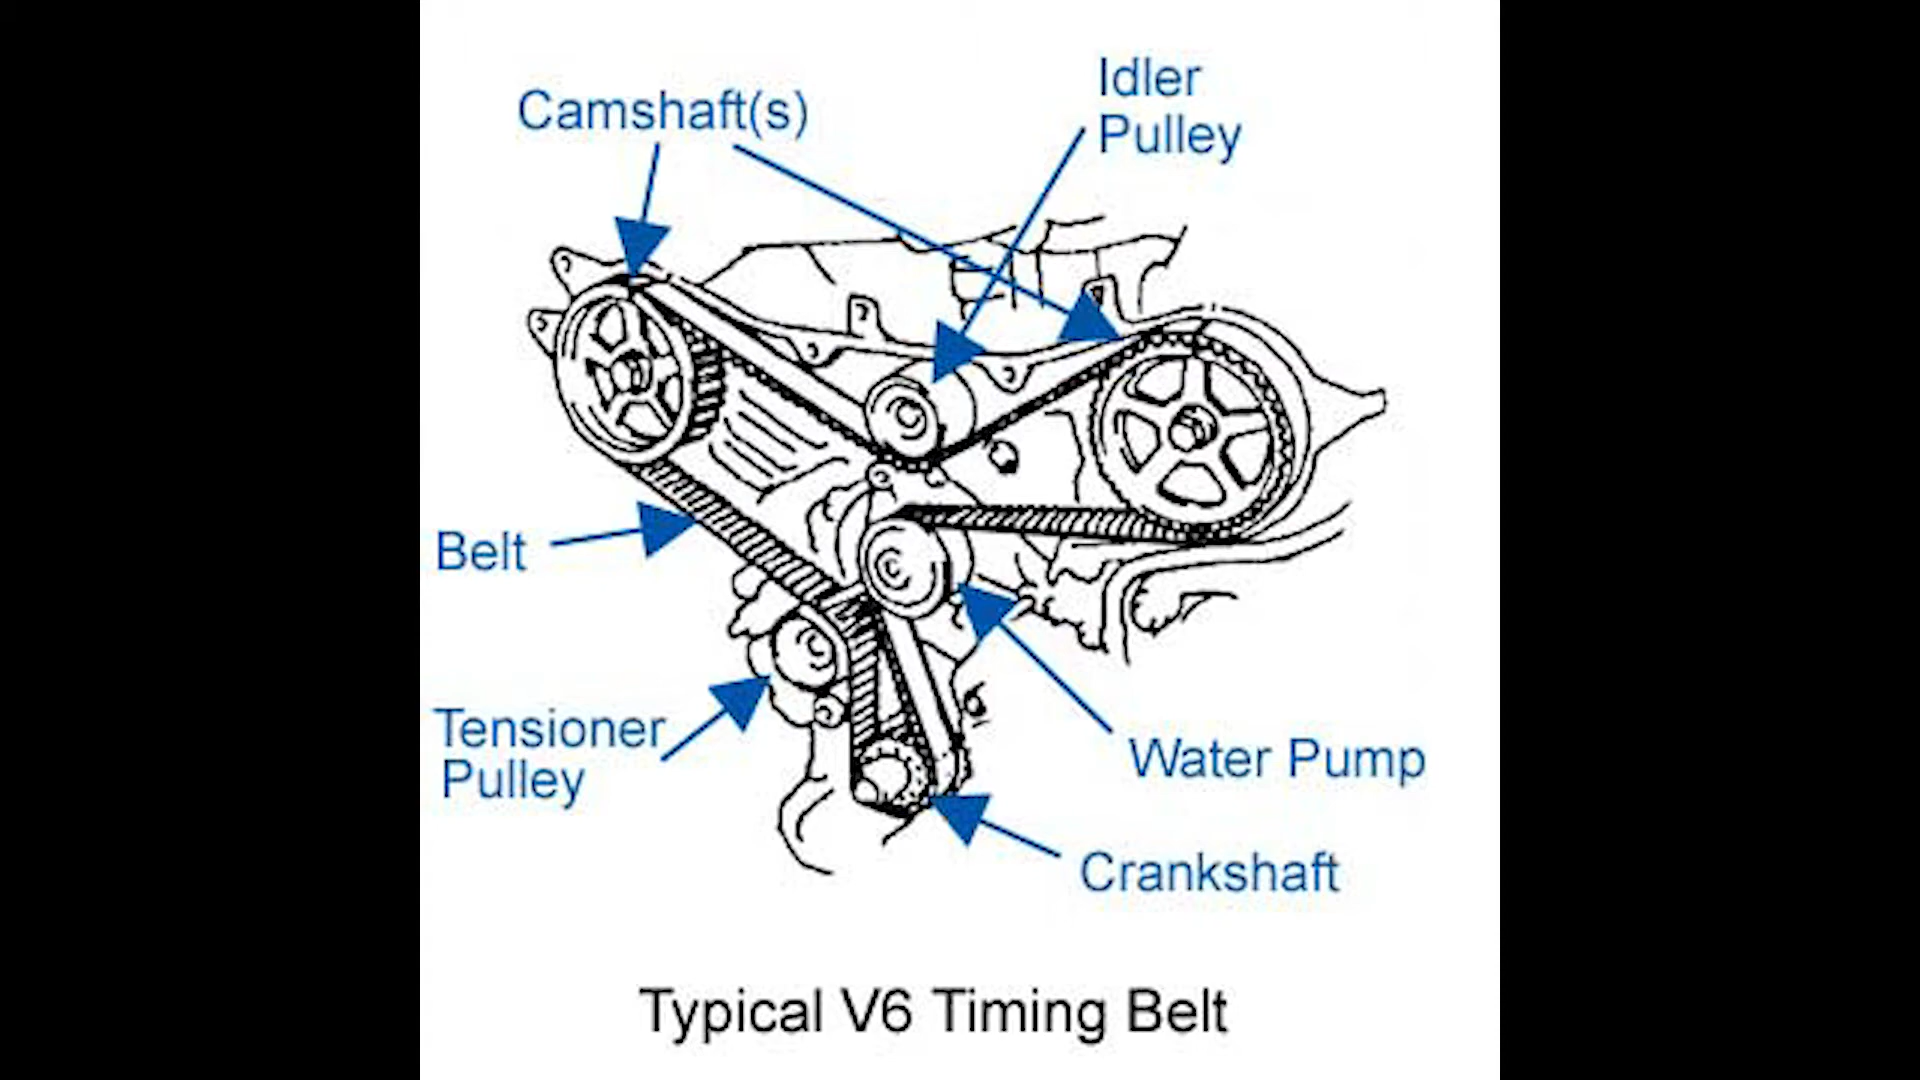 Camshaft(s)
Idler
Pulley
Belt
Tensioner
Pulley
Water Pump
Crankshaft
Typical V6 Timing Belt